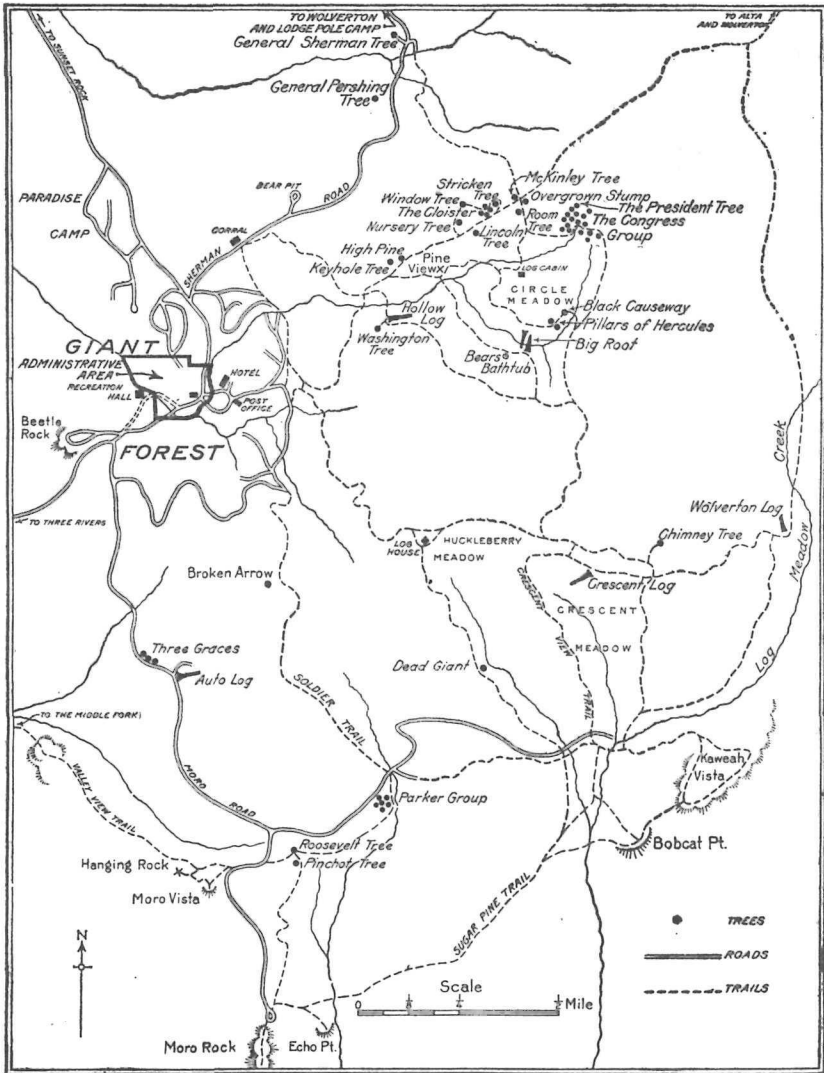 TO WOLVERTON
AND LODGE POLE CAMP
General Sherman Tree
TO ALTA
AND WOLVERTON
TO SUNSET ROCK
General Pershing
Tree
PARADISE
CAMP
BEAR PIT
SHERMAN ROAD
CORRAL
McKinley Tree
Stricken
Tree
Overgrown Stump
Window Tree
The President Tree
The Cloister
Room
Tree
The Congress
Group
Nursery Tree
Lincoln
Tree
High Pine
Keyhole Tree
Pine
View x
LOG CABIN
CIRCLE
MEADOW
Hollow
Log
Washington
Tree
Black Causeway
Pillars of Hercules
Big Root
Bears
Bathtub
GIANT
FOREST
ADMINISTRATIVE
AREA
RECREATION
HALL
HOTEL
POST
OFFICE
Beetle
Rock
TO THREE RIVERS
Creek
Meadow
Log
Wolverton Log
Chimney Tree
LOG
HOUSE
HUCKLEBERRY
MEADOW
Broken Arrow
Crescent Log
CRESCENT
MEADOW
CRESCENT VIEW TRAIL
Three Graces
Auto Log
Dead Giant
SOLDIER TRAIL
TO THE MIDDLE FORK
VALLEY VIEW TRAIL
MORO ROAD
Kaweah
Vista
Parker Group
Bobcat Pt.
Roosevelt Tree
Pinchot Tree
Hanging Rock
Moro Vista
SUGAR PINE TRAIL
N
TREES
ROADS
TRAILS
Scale
0 1/8 1/4 1/2 Mile
Moro Rock
Echo Pt.